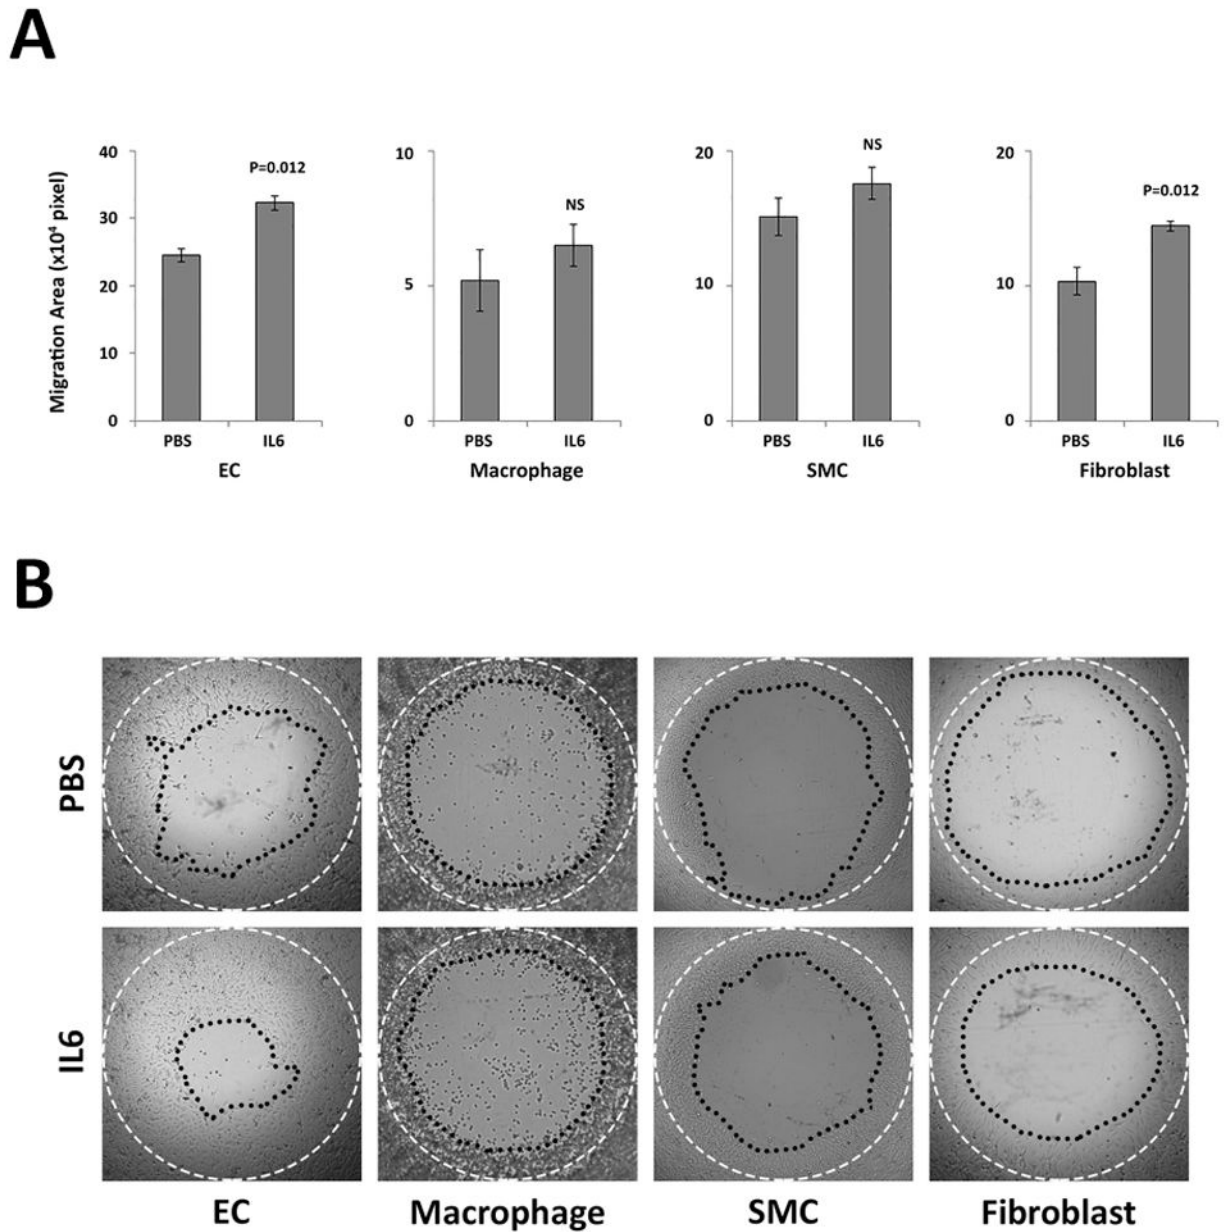 A
Migration Area (x10⁴ pixel)
40
30
20
10
0
P=0.012
PBS IL6
EC
10
5
0
NS
PBS IL6
Macrophage
20
10
0
NS
PBS IL6
SMC
20
10
0
P=0.012
PBS IL6
Fibroblast
B
PBS
IL6
EC Macrophage SMC Fibroblast